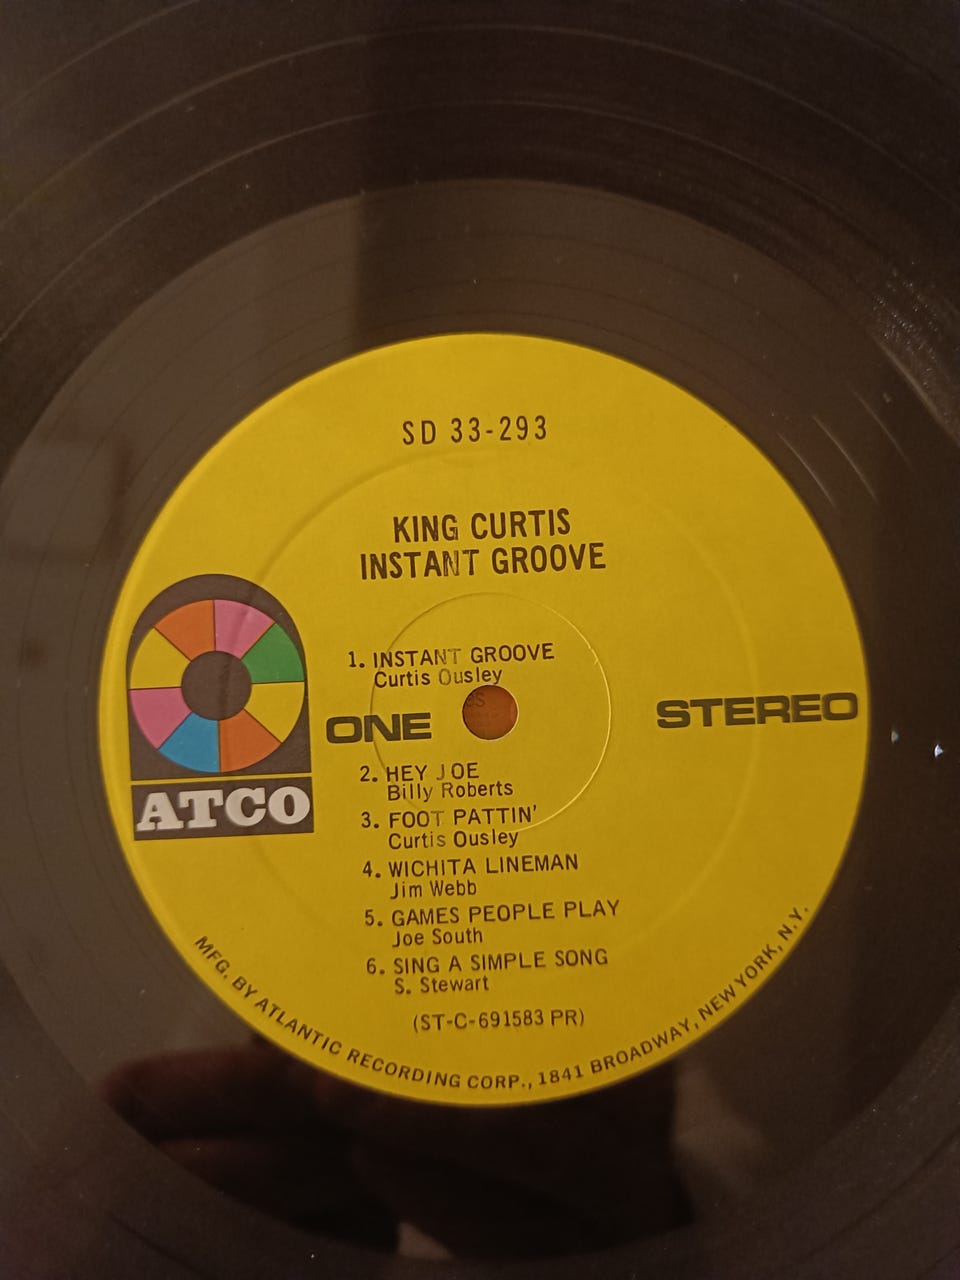 SD 33-293
KING CURTIS
INSTANT GROOVE
1. INSTANT GROOVE
Curtis Ousley
ONE
STEREO
ATCO
2. HEY JOE
Billy Roberts
3. FOOT PATTIN'
Curtis Ousley
4. WICHITA LINEMAN
Jim Webb
5. GAMES PEOPLE PLAY
Joe South
6. SING A SIMPLE SONG
S. Stewart
(ST-C-691583 PR)
MFG. BY ATLANTIC RECORDING CORP., 1841 BROADWAY, NEW YORK, N.Y.